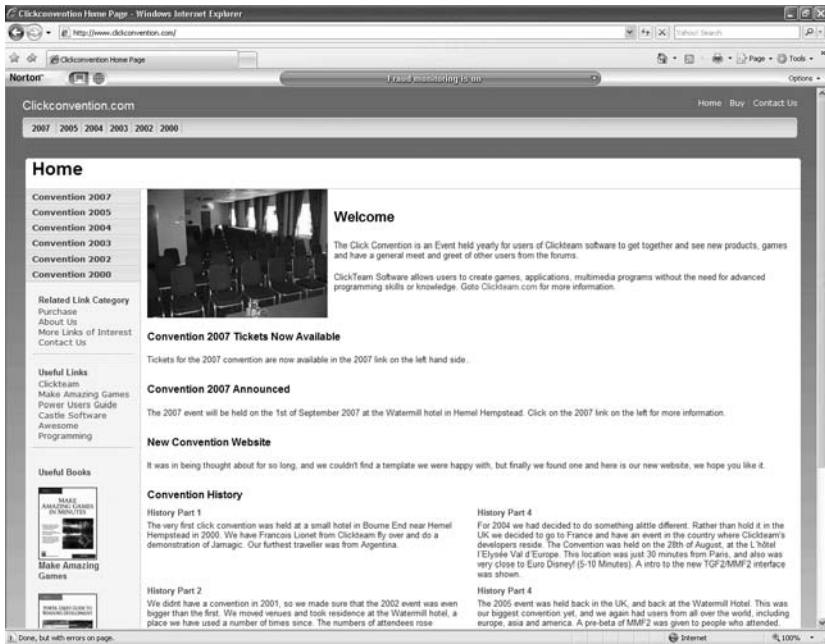 Clickconvention Home Page - Windows Internet Explorer
http://www.clickconvention.com/
Yahoo! Search
Clickconvention Home Page
Page
Tools
Norton
Fraud monitoring is on
Options
Clickconvention.com
Home Buy Contact Us
2007 2005 2004 2003 2002 2000
Home
Convention 2007
Convention 2005
Convention 2004
Convention 2003
Convention 2002
Convention 2000
Related Link Category
Purchase
About Us
More Links of Interest
Contact Us
Useful Links
Clickteam
Make Amazing Games
Power Users Guide
Castle Software
Awesome
Programming
Useful Books
MAKE
AMAZING GAMES
IN MINUTES
Make Amazing
Games
POWER USERS GUIDE TO
WINDOWS DEVELOPMENT
Welcome
The Click Convention is an Event held yearly for users of Clickteam software to get together and see new products, games
and have a general meet and greet of other users from the forums.
ClickTeam Software allows users to create games, applications, multimedia programs without the need for advanced
programming skills or knowledge. Goto Clickteam.com for more information.
Convention 2007 Tickets Now Available
Tickets for the 2007 convention are now available in the 2007 link on the left hand side..
Convention 2007 Announced
The 2007 event will be held on the 1st of September 2007 at the Watermill hotel in Hemel Hempstead. Click on the 2007 link on the left for more information.
New Convention Website
It was in being thought about for so long, and we couldn't find a template we were happy with, but finally we found one and here is our new website, we hope you like it.
Convention History
History Part 1
The very first click convention was held at a small hotel in Bourne End near Hemel
Hempstead in 2000. We have Francois Lionet from Clickteam fly over and do a
demonstration of Jamagic. Our furthest traveller was from Argentina.
History Part 2
We didnt have a convention in 2001, so we made sure that the 2002 event was even
bigger than the first. We moved venues and took residence at the Watermill hotel, a
place we have used a number of times since. The numbers of attendees rose
History Part 4
For 2004 we had decided to do something alittle different. Rather than hold it in the
UK we decided to go to France and have an event in the country where Clickteam's
developers reside. The Convention was held on the 28th of August, at the L'hôtel
l'Elysée Val d'Europe. This location was just 30 minutes from Paris, and also was
very close to Euro Disney! (5-10 Minutes). A intro to the new TGF2/MMF2 interface
was shown.
History Part 4
The 2005 event was held back in the UK, and back at the Watermill Hotel. This was
our biggest convention yet, and we again had users from all over the world, including
europe, asia and america. A pre-beta of MMF2 was given to people who attended.
Done, but with errors on page.
Internet
100%